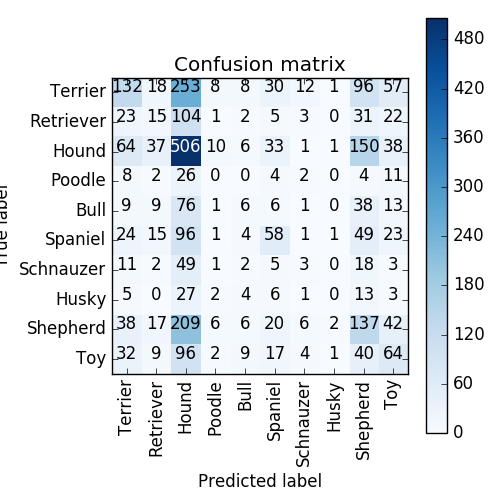 Confusion matrix
Terrier 132 18 253 8 8 30 12 1 96 57
Retriever 23 15 104 1 2 5 3 0 31 22
Hound 64 37 506 10 6 33 1 1 150 38
Poodle 8 2 26 0 0 4 2 0 4 11
Bull 9 9 76 1 6 6 1 0 38 13
Spaniel 24 15 96 1 4 58 1 1 49 23
Schnauzer 11 2 49 1 2 5 3 0 18 3
Husky 5 0 27 2 4 6 1 0 13 3
Shepherd 38 17 209 6 6 20 6 2 137 42
Toy 32 9 96 2 9 17 4 1 40 64
Terrier Retriever Hound Poodle Bull Spaniel Schnauzer Husky Shepherd Toy
Predicted label
True label
480
420
360
300
240
180
120
60
0